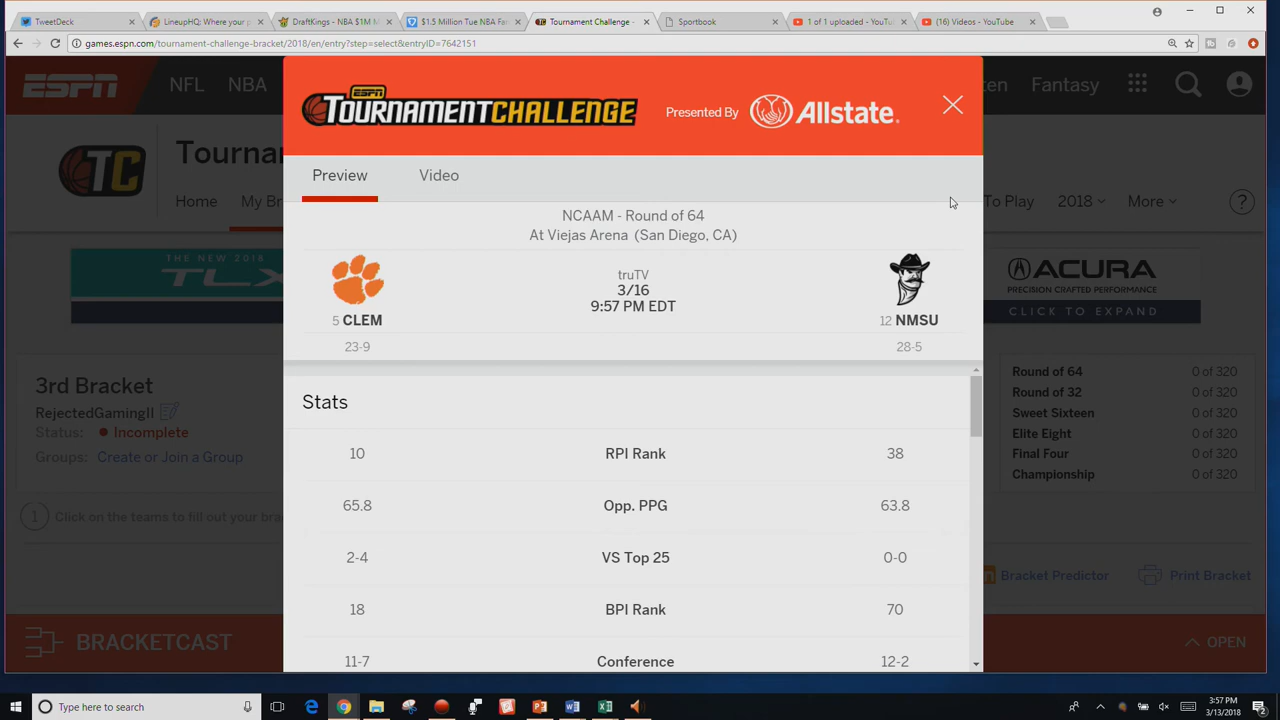 TweetDeck
LineupHQ: Where your p
DraftKings - NBA $1M M
$1.5 Million Tue NBA Fan
Tournament Challenge -
Sportbook
1 of 1 uploaded - YouTu
(16) Videos - YouTube
games.espn.com/tournament-challenge-bracket/2018/en/entry?step=select&entryID=7642151
ESPN
NFL
NBA
ten
Fantasy
ESPN
TOURNAMENT CHALLENGE
Presented By
Allstate.
TC
Tourna
Home
My Br
To Play
2018
More
?
Preview
Video
NCAAM - Round of 64
At Viejas Arena (San Diego, CA)
THE NEW 2018
TLX
ACURA
PRECISION CRAFTED PERFORMANCE
CLICK TO EXPAND
truTV
3/16
9:57 PM EDT
5 CLEM
23-9
12 NMSU
28-5
3rd Bracket
RejectedGamingII
Status: Incomplete
Groups: Create or Join a Group
1 Click on the teams to fill out your bra
Round of 64 0 of 320
Round of 32 0 of 320
Sweet Sixteen 0 of 320
Elite Eight 0 of 320
Final Four 0 of 320
Championship 0 of 320
Stats
10 RPI Rank 38
65.8 Opp. PPG 63.8
2-4 VS Top 25 0-0
18 BPI Rank 70
11-7 Conference 12-2
Bracket Predictor
Print Bracket
BRACKETCAST
OPEN
Type here to search
3:57 PM
3/13/2018